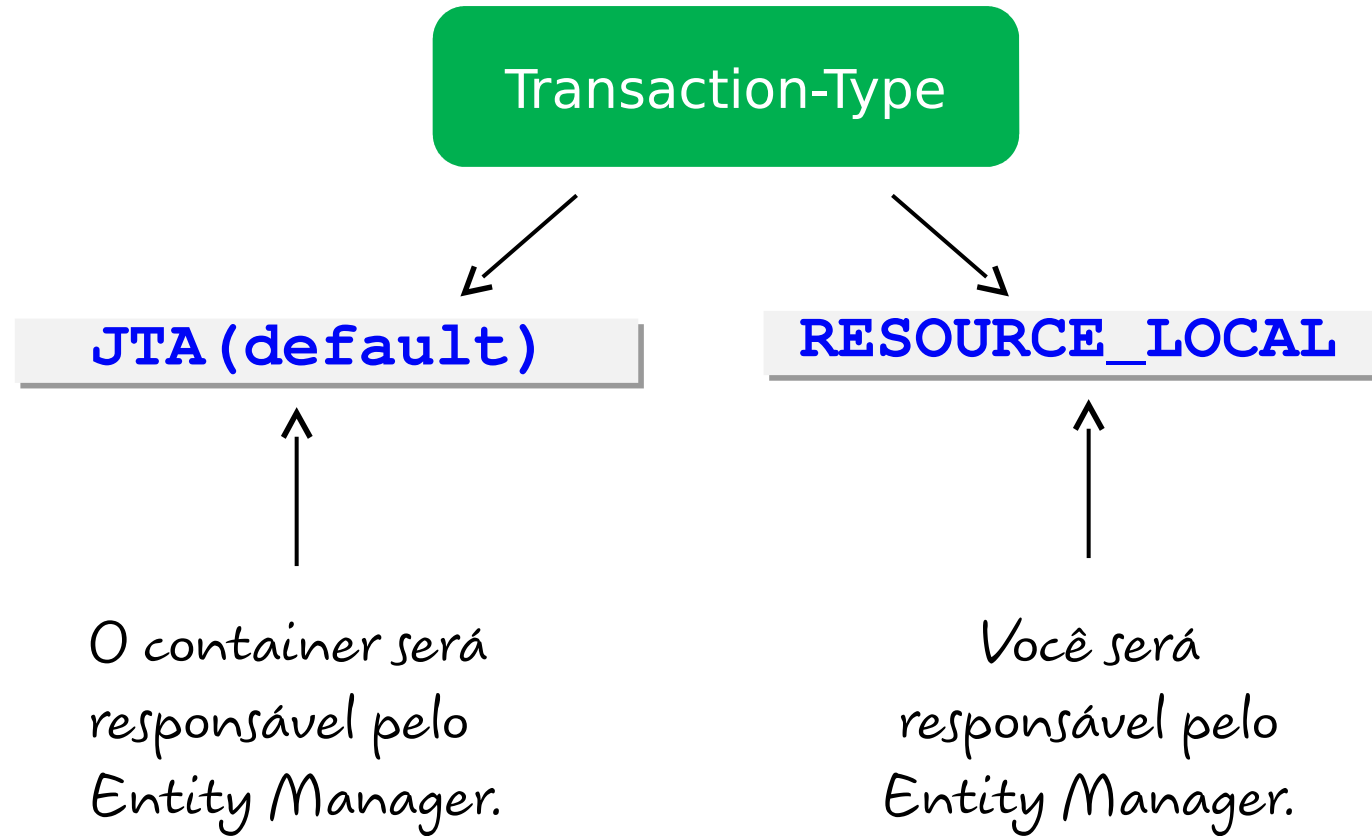 Transaction-Type
JTA(default)
RESOURCE_LOCAL
O container será
responsável pelo
Entity Manager.
Você será
responsável pelo
Entity Manager.